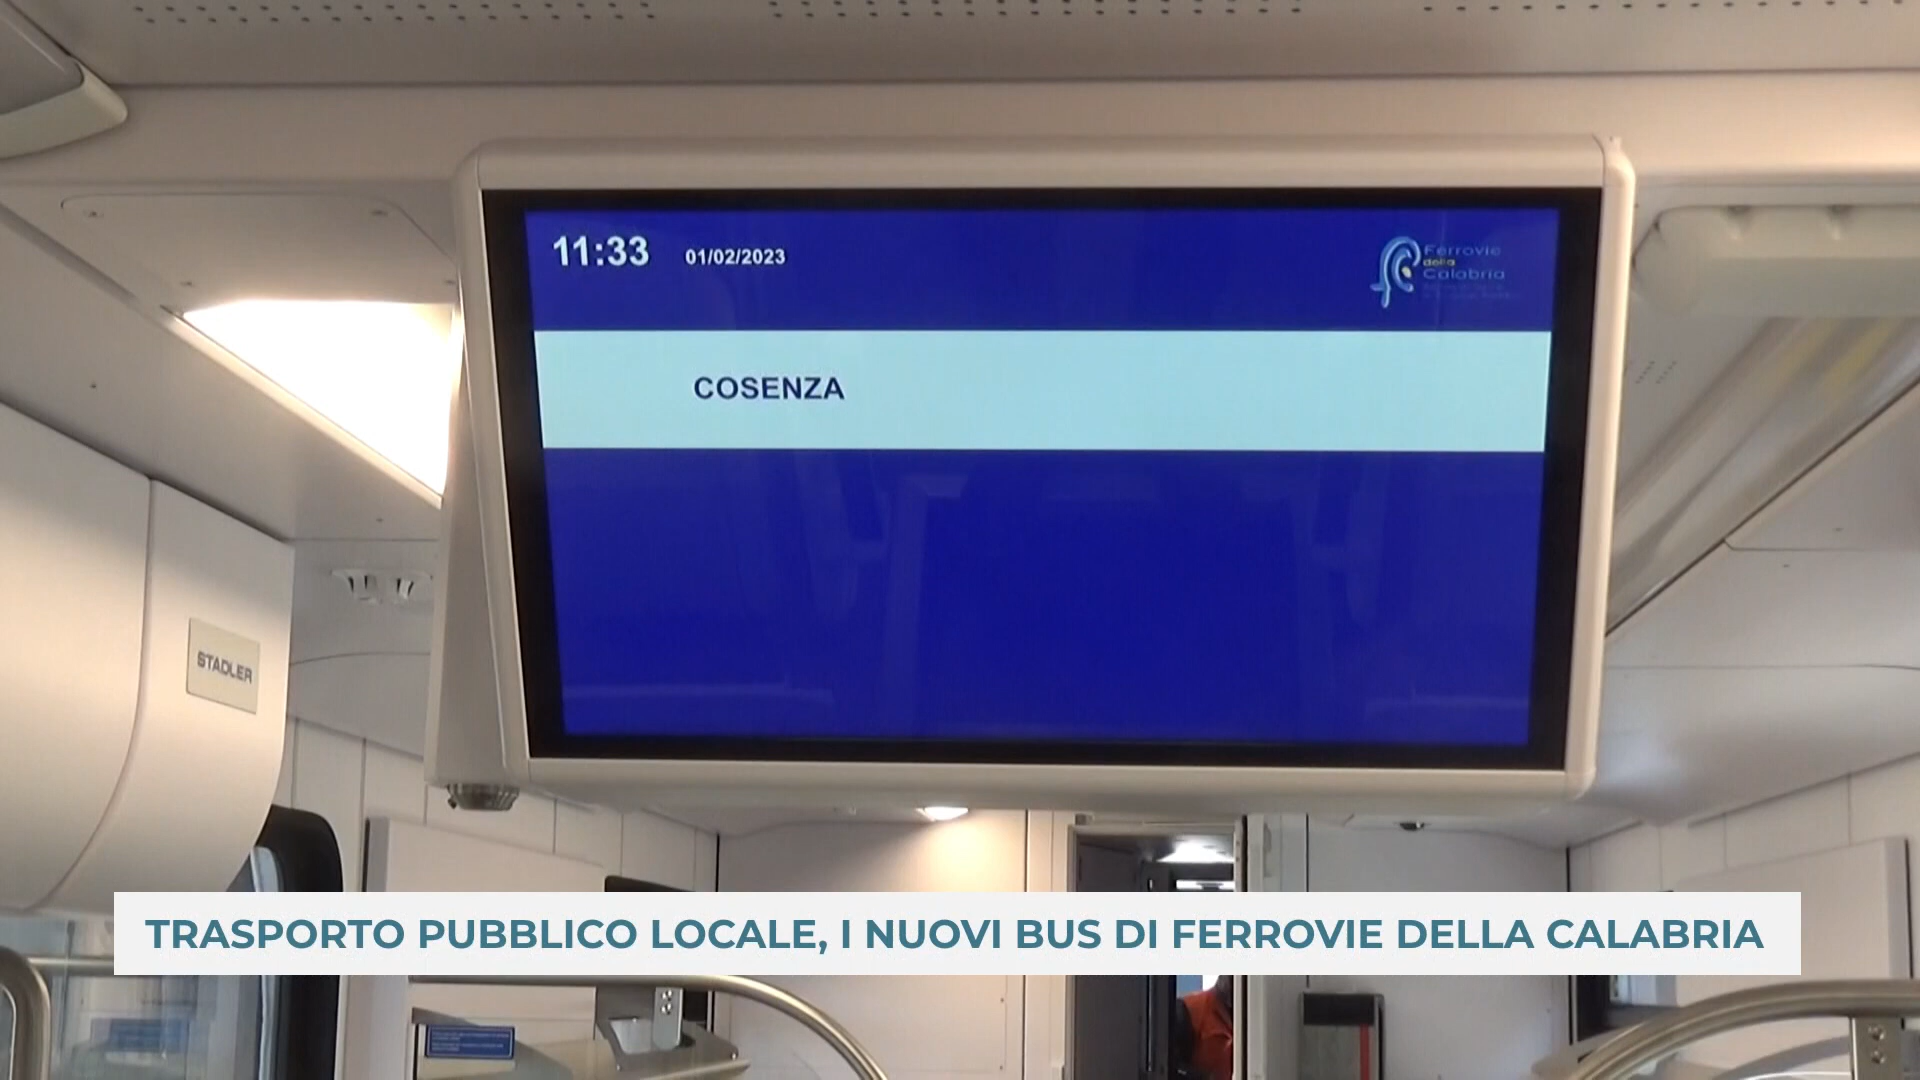 11:33 01/02/2023
Ferrovie
della
Calabria
COSENZA
STADLER
TRASPORTO PUBBLICO LOCALE, I NUOVI BUS DI FERROVIE DELLA CALABRIA